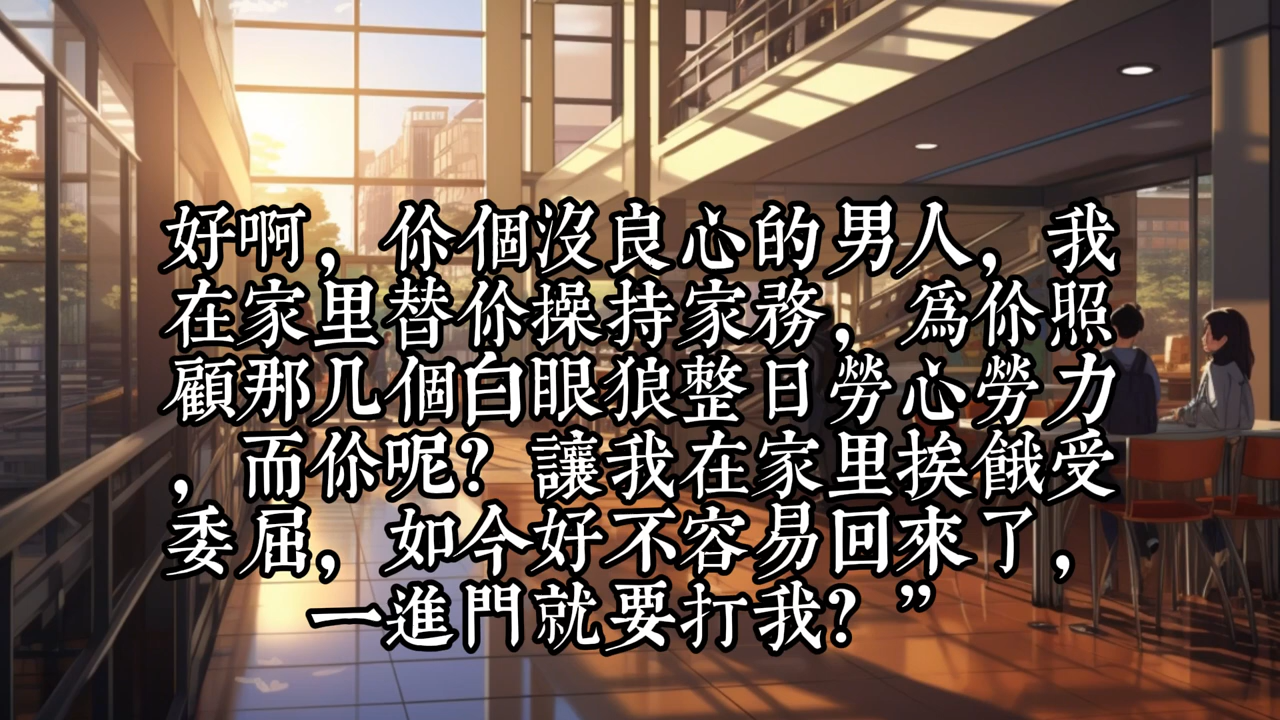 好啊，你個沒良心的男人，我
在家里替你操持家務，爲你照
顧那几個白眼狼整日勞心勞力
，而你呢？讓我在家里挨餓受
委屈，如今好不容易回來了，
一進門就要打我？”